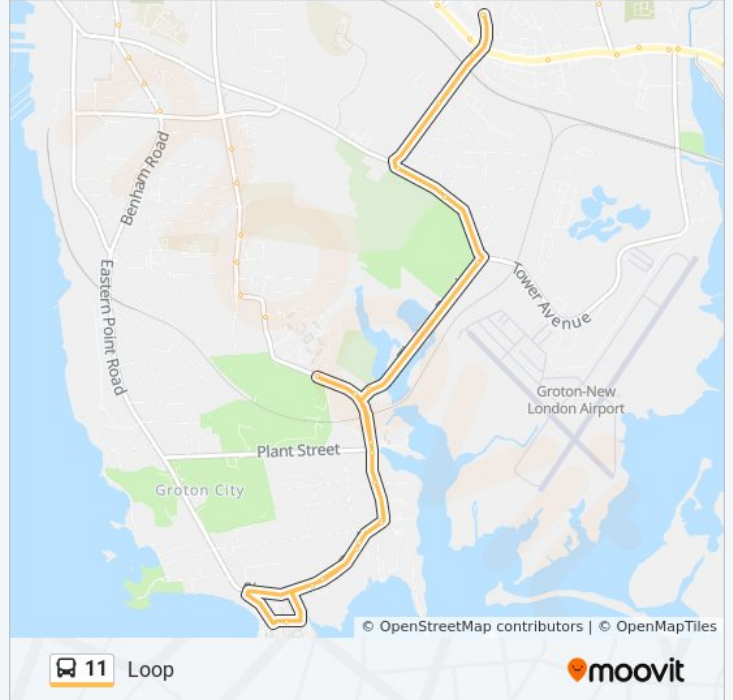 Benham Road
Eastern Point Road
Tower Avenue
Groton-New
London Airport
Plant Street
Groton City
© OpenStreetMap contributors | © OpenMapTiles
11 Loop
moovit